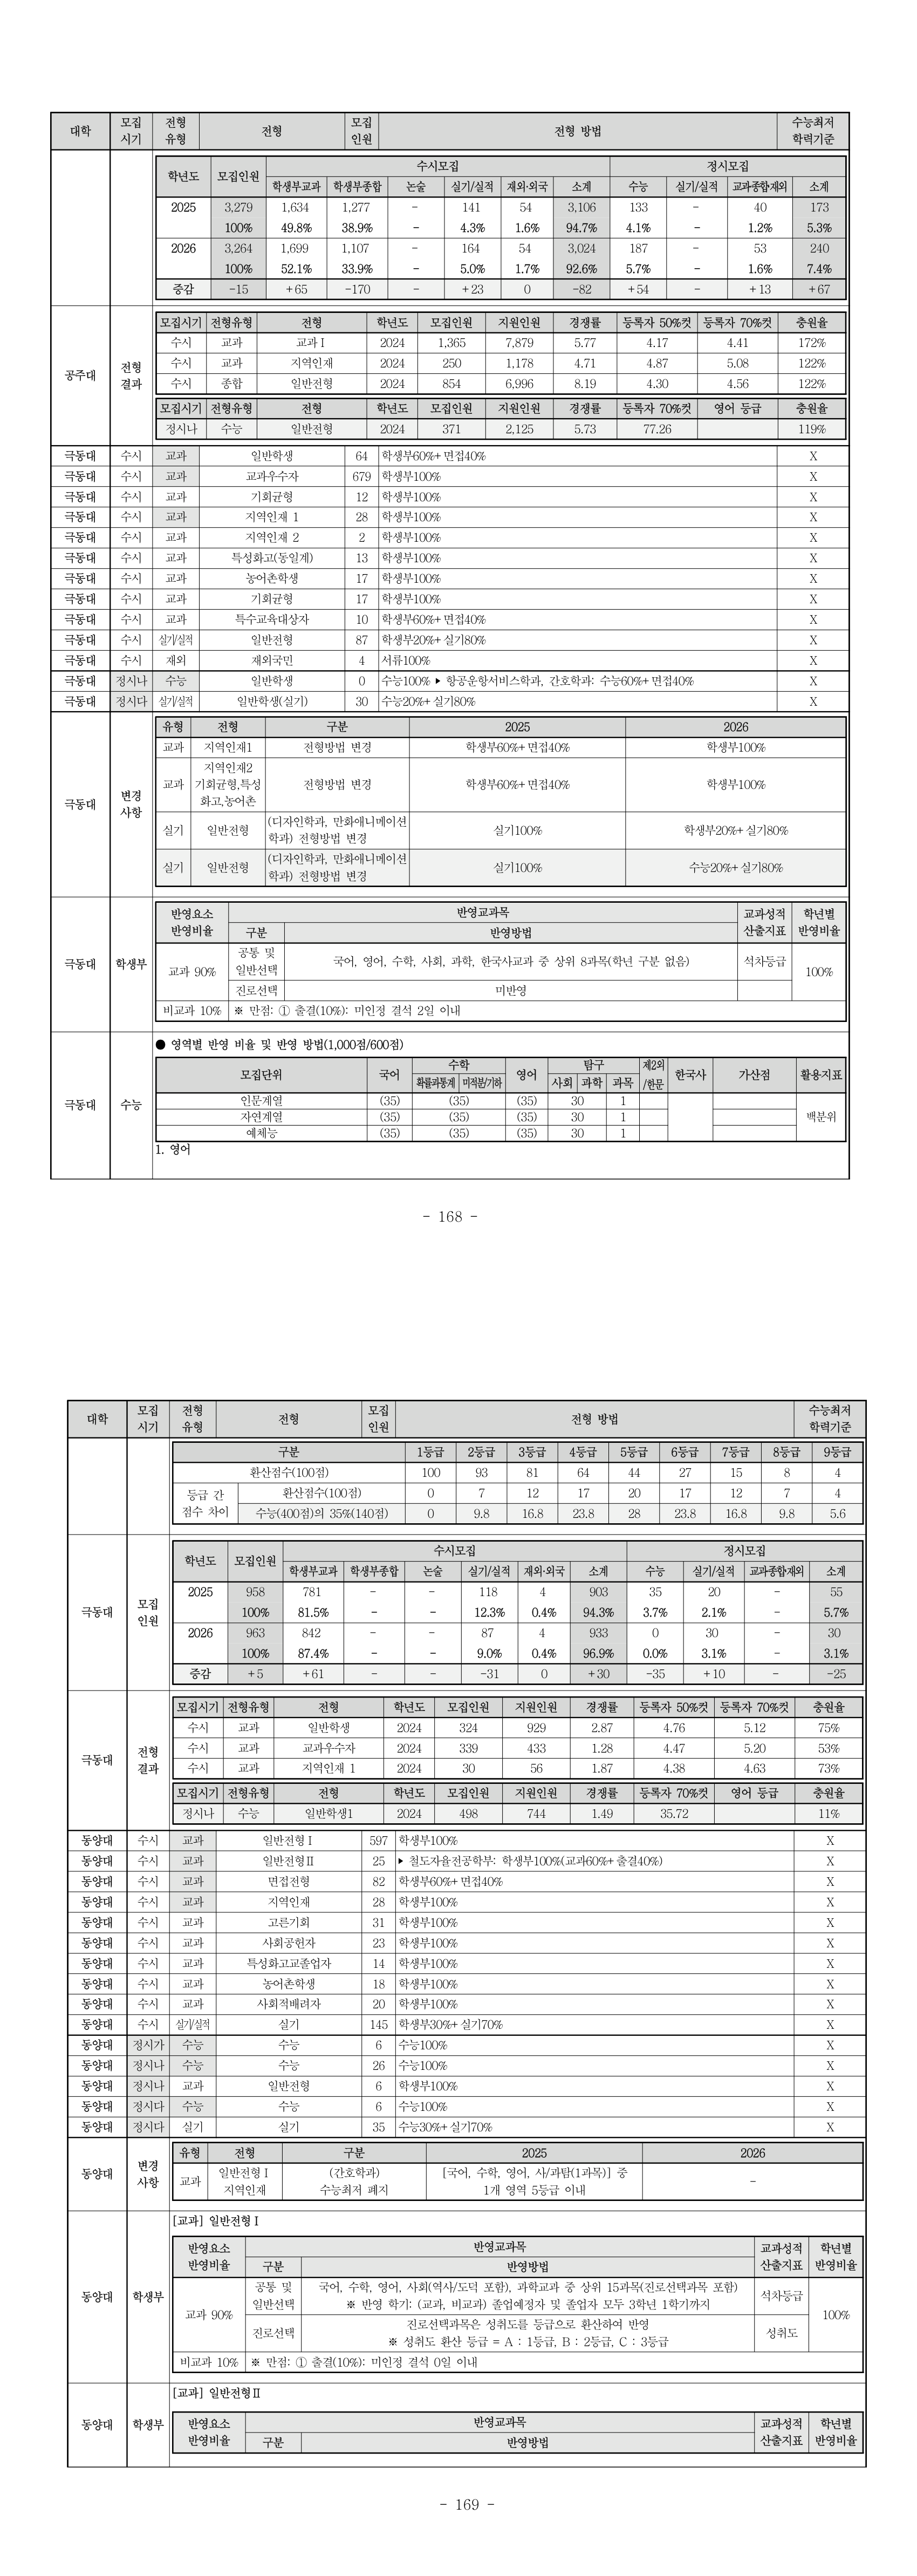 대학 모집시기 전형유형 전형 모집인원 전형 방법 수능최저학력기준
학년도 모집인원 수시모집 정시모집
학생부교과 학생부종합 논술 실기/실적 재외·외국 소계 수능 실기/실적 교과종합재외 소계
2025 3,279 1,634 1,277 - 141 54 3,106 133 - 40 173
100% 49.8% 38.9% - 4.3% 1.6% 94.7% 4.1% - 1.2% 5.3%
2026 3,264 1,699 1,107 - 164 54 3,024 187 - 53 240
100% 52.1% 33.9% - 5.0% 1.7% 92.6% 5.7% - 1.6% 7.4%
증감 -15 +65 -170 - +23 0 -82 +54 - +13 +67
공주대 전형결과
모집시기 전형유형 전형 학년도 모집인원 지원인원 경쟁률 등록자 50%컷 등록자 70%컷 충원율
수시 교과 교과Ⅰ 2024 1,365 7,879 5.77 4.17 4.41 172%
수시 교과 지역인재 2024 250 1,178 4.71 4.87 5.08 122%
수시 종합 일반전형 2024 854 6,996 8.19 4.30 4.56 122%
모집시기 전형유형 전형 학년도 모집인원 지원인원 경쟁률 등록자 70%컷 영어 등급 충원율
정시나 수능 일반전형 2024 371 2,125 5.73 77.26 119%
극동대 수시 교과 일반학생 64 학생부60%+면접40% X
극동대 수시 교과 교과우수자 679 학생부100% X
극동대 수시 교과 기회균형 12 학생부100% X
극동대 수시 교과 지역인재 1 28 학생부100% X
극동대 수시 교과 지역인재 2 2 학생부100% X
극동대 수시 교과 특성화고(동일계) 13 학생부100% X
극동대 수시 교과 농어촌학생 17 학생부100% X
극동대 수시 교과 기회균형 17 학생부100% X
극동대 수시 교과 특수교육대상자 10 학생부60%+면접40% X
극동대 수시 실기/실적 일반전형 87 학생부20%+실기80% X
극동대 수시 재외 재외국민 4 서류100% X
극동대 정시나 수능 일반학생 0 수능100% ▶ 항공운항서비스학과, 간호학과: 수능60%+면접40% X
극동대 정시다 실기/실적 일반학생(실기) 30 수능20%+실기80% X
극동대 변경사항
유형 전형 구분 2025 2026
교과 지역인재1 전형방법 변경 학생부60%+면접40% 학생부100%
교과 지역인재2 기회균형,특성화고,농어촌 전형방법 변경 학생부60%+면접40% 학생부100%
실기 일반전형 (디자인학과, 만화애니메이션학과) 전형방법 변경 실기100% 학생부20%+실기80%
실기 일반전형 (디자인학과, 만화애니메이션학과) 전형방법 변경 실기100% 수능20%+실기80%
극동대 학생부
반영요소 반영비율 반영교과목 교과성적 산출지표 학년별 반영비율
구분 반영방법
교과 90% 공통 및 일반선택 국어, 영어, 수학, 사회, 과학, 한국사교과 중 상위 8과목(학년 구분 없음) 석차등급 100%
진로선택 미반영
비교과 10% ※ 만점: ① 출결(10%): 미인정 결석 2일 이내
극동대 수능
● 영역별 반영 비율 및 반영 방법(1,000점/600점)
모집단위 국어 수학 영어 탐구 제2외/한문 한국사 가산점 활용지표
확률과통계 미적분/기하 사회 과학 과목
인문계열 (35) (35) (35) 30 1 백분위
자연계열 (35) (35) (35) 30 1
예체능 (35) (35) (35) 30 1
1. 영어
- 168 -
대학 모집시기 전형유형 전형 모집인원 전형 방법 수능최저학력기준
구분 1등급 2등급 3등급 4등급 5등급 6등급 7등급 8등급 9등급
환산점수(100점) 100 93 81 64 44 27 15 8 4
등급 간 점수 차이 환산점수(100점) 0 7 12 17 20 17 12 7 4
수능(400점)의 35%(140점) 0 9.8 16.8 23.8 28 23.8 16.8 9.8 5.6
극동대 모집인원
학년도 모집인원 수시모집 정시모집
학생부교과 학생부종합 논술 실기/실적 재외·외국 소계 수능 실기/실적 교과종합재외 소계
2025 958 781 - - 118 4 903 35 20 - 55
100% 81.5% - - 12.3% 0.4% 94.3% 3.7% 2.1% - 5.7%
2026 963 842 - - 87 4 933 0 30 - 30
100% 87.4% - - 9.0% 0.4% 96.9% 0.0% 3.1% - 3.1%
증감 +5 +61 - - -31 0 +30 -35 +10 - -25
극동대 전형결과
모집시기 전형유형 전형 학년도 모집인원 지원인원 경쟁률 등록자 50%컷 등록자 70%컷 충원율
수시 교과 일반학생 2024 324 929 2.87 4.76 5.12 75%
수시 교과 교과우수자 2024 339 433 1.28 4.47 5.20 53%
수시 교과 지역인재 1 2024 30 56 1.87 4.38 4.63 73%
모집시기 전형유형 전형 학년도 모집인원 지원인원 경쟁률 등록자 70%컷 영어 등급 충원율
정시나 수능 일반학생1 2024 498 744 1.49 35.72 11%
동양대 수시 교과 일반전형Ⅰ 597 학생부100% X
동양대 수시 교과 일반전형Ⅱ 25 ▶ 철도자율전공학부: 학생부100%(교과60%+출결40%) X
동양대 수시 교과 면접전형 82 학생부60%+면접40% X
동양대 수시 교과 지역인재 28 학생부100% X
동양대 수시 교과 고른기회 31 학생부100% X
동양대 수시 교과 사회공헌자 23 학생부100% X
동양대 수시 교과 특성화고교졸업자 14 학생부100% X
동양대 수시 교과 농어촌학생 18 학생부100% X
동양대 수시 교과 사회적배려자 20 학생부100% X
동양대 수시 실기/실적 실기 145 학생부30%+실기70% X
동양대 정시가 수능 수능 6 수능100% X
동양대 정시나 수능 수능 26 수능100% X
동양대 정시나 교과 일반전형 6 학생부100% X
동양대 정시다 수능 수능 6 수능100% X
동양대 정시다 실기 실기 35 수능30%+실기70% X
동양대 변경사항
유형 전형 구분 2025 2026
교과 일반전형Ⅰ 지역인재 (간호학과) 수능최저 폐지 [국어, 수학, 영어, 사/과탐(1과목)] 중 1개 영역 5등급 이내 -
동양대 학생부
[교과] 일반전형Ⅰ
반영요소 반영비율 반영교과목 교과성적 산출지표 학년별 반영비율
구분 반영방법
교과 90% 공통 및 일반선택 국어, 수학, 영어, 사회(역사/도덕 포함), 과학교과 중 상위 15과목(진로선택과목 포함) 석차등급 100%
※ 반영 학기: (교과, 비교과) 졸업예정자 및 졸업자 모두 3학년 1학기까지
진로선택 진로선택과목은 성취도를 등급으로 환산하여 반영 성취도
※ 성취도 환산 등급 = A : 1등급, B : 2등급, C : 3등급
비교과 10% ※ 만점: ① 출결(10%): 미인정 결석 0일 이내
동양대 학생부
[교과] 일반전형Ⅱ
반영요소 반영비율 반영교과목 교과성적 산출지표 학년별 반영비율
구분 반영방법
- 169 -